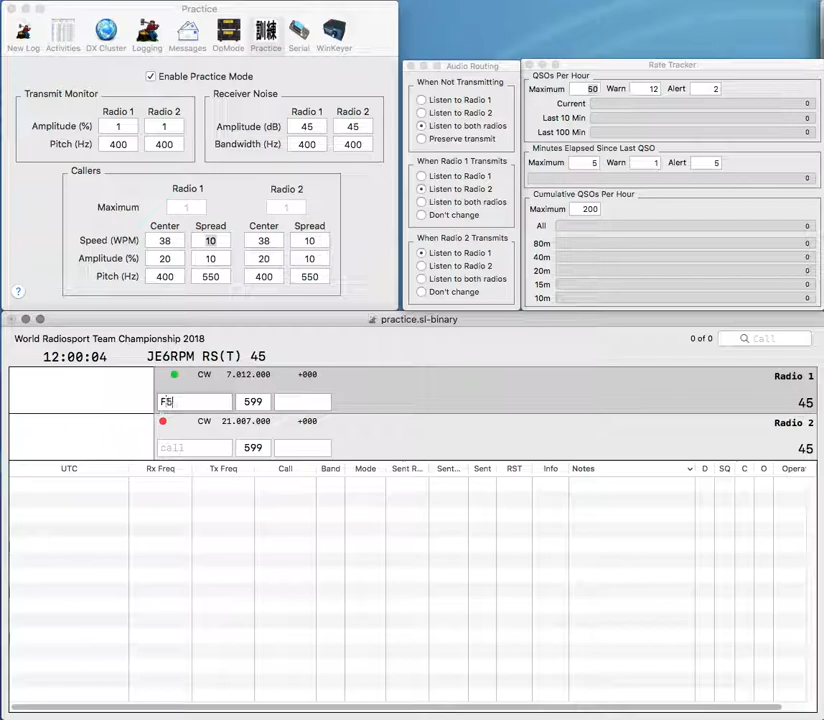 Practice
New Log Activities DX Cluster Logging Messages OpMode Practice Serial WinKeyer
訓練
Enable Practice Mode
Transmit Monitor
Radio 1 Radio 2
Amplitude (%) 1 1
Pitch (Hz) 400 400
Receiver Noise
Radio 1 Radio 2
Amplitude (dB) 45 45
Bandwidth (Hz) 400 400
Callers
Radio 1 Radio 2
Maximum 1 1
Center Spread Center Spread
Speed (WPM) 38 10 38 10
Amplitude (%) 20 10 20 10
Pitch (Hz) 400 550 400 550
?
Audio Routing
When Not Transmitting
Listen to Radio 1
Listen to Radio 2
Listen to both radios
Preserve transmit
When Radio 1 Transmits
Listen to Radio 1
Listen to Radio 2
Listen to both radios
Don't change
When Radio 2 Transmits
Listen to Radio 1
Listen to Radio 2
Listen to both radios
Don't change
Rate Tracker
QSOs Per Hour
Maximum 50 Warn 12 Alert 2
Current 0
Last 10 Min 0
Last 100 Min 0
Minutes Elapsed Since Last QSO
Maximum 5 Warn 1 Alert 5
0
Cumulative QSOs Per Hour
Maximum 200
All 0
80m 0
40m 0
20m 0
15m 0
10m 0
practice.sl-binary
World Radiosport Team Championship 2018
0 of 0 Call
12:00:04 JE6RPM RS(T) 45
CW 7.012.000 +000 Radio 1
F5 599 45
CW 21.007.000 +000 Radio 2
call 599 45
UTC Rx Freq Tx Freq Call Band Mode Sent R... Sent... Sent RST Info Notes D SQ C O Opera